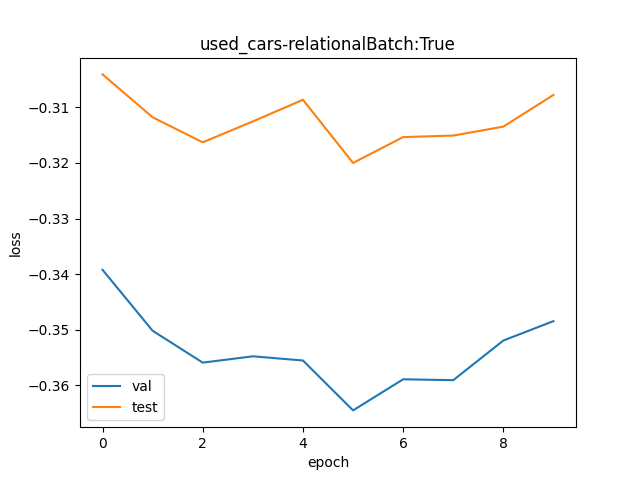 used_cars-relationalBatch:True
loss
−0.31
−0.32
−0.33
−0.34
−0.35
−0.36
val
test
0 2 4 6 8
epoch